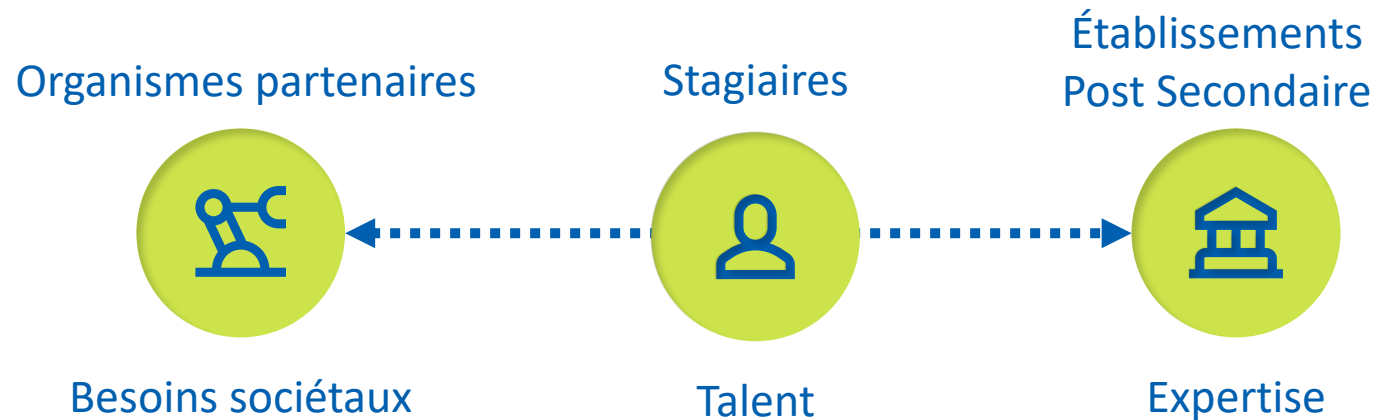 Organismes partenaires
Stagiaires
Établissements
Post Secondaire
Besoins sociétaux
Talent
Expertise